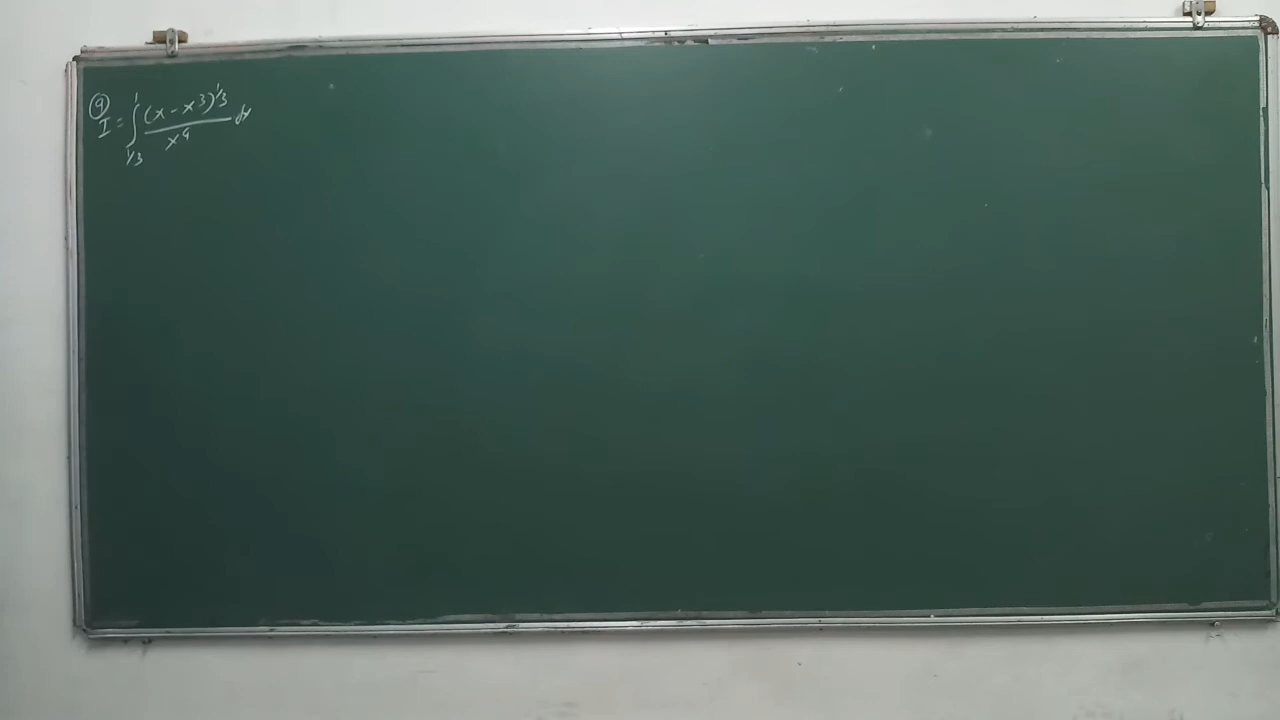 ⑨
I = ∫_{1/3}^{1} (x - x³)^{1/3} / x⁴ dx